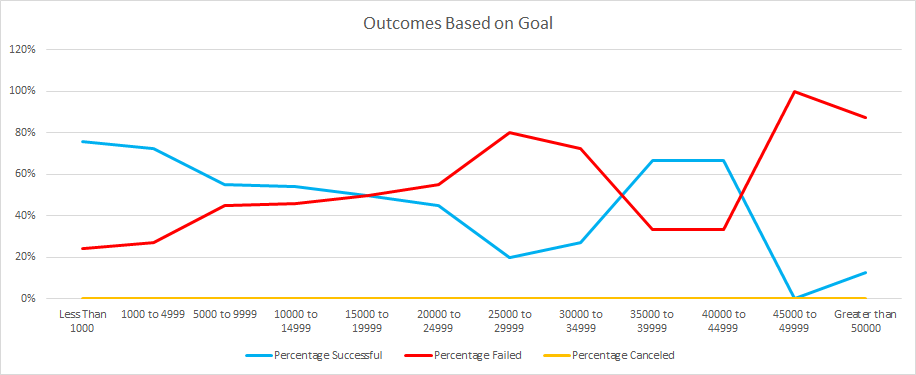 Outcomes Based on Goal
120%
100%
80%
60%
40%
20%
0%
Less Than
1000
1000 to 4999
5000 to 9999
10000 to
14999
15000 to
19999
20000 to
24999
25000 to
29999
30000 to
34999
35000 to
39999
40000 to
44999
45000 to
49999
Greater than
50000
Percentage Successful
Percentage Failed
Percentage Canceled